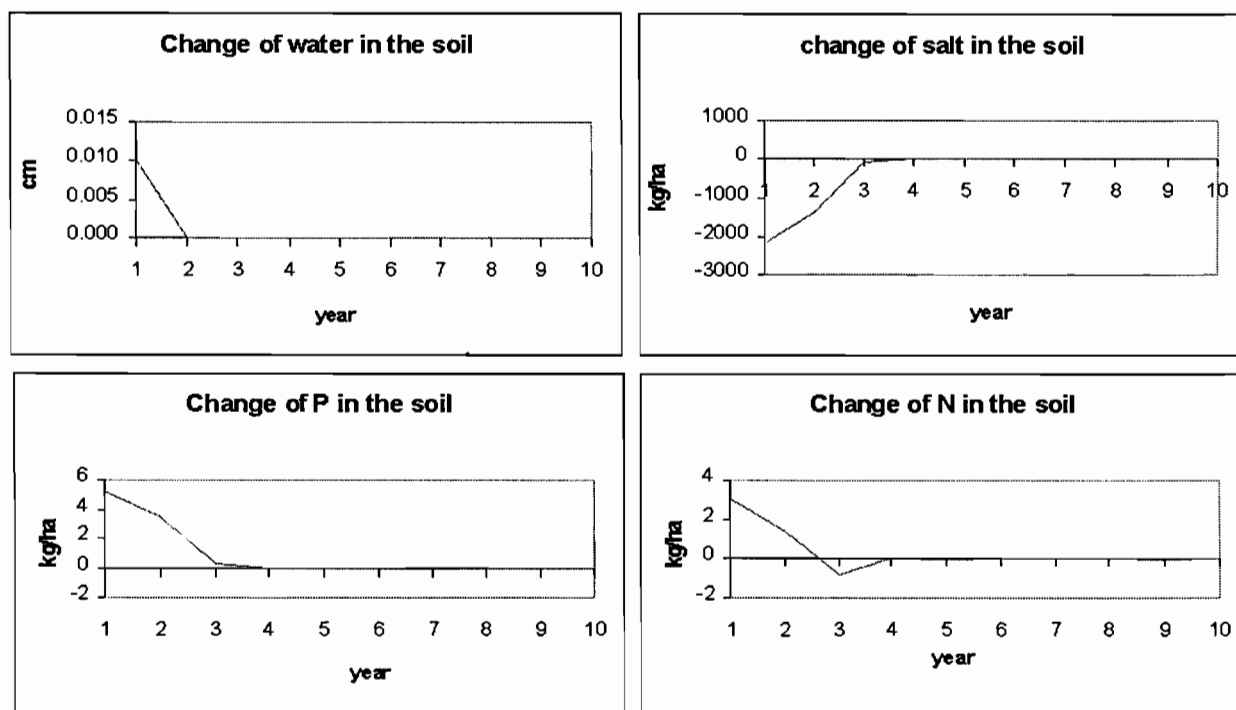 Change of water in the soil
0.015
0.010
0.005
0.000
cm
1 2 3 4 5 6 7 8 9 10
year
change of salt in the soil
1000
0
-1000
-2000
-3000
kg/ha
1 2 3 4 5 6 7 8 9 10
year
Change of P in the soil
6
4
2
0
-2
kg/ha
1 2 3 4 5 6 7 8 9 10
year
Change of N in the soil
4
2
0
-2
kg/ha
1 2 3 4 5 6 7 8 9 10
year